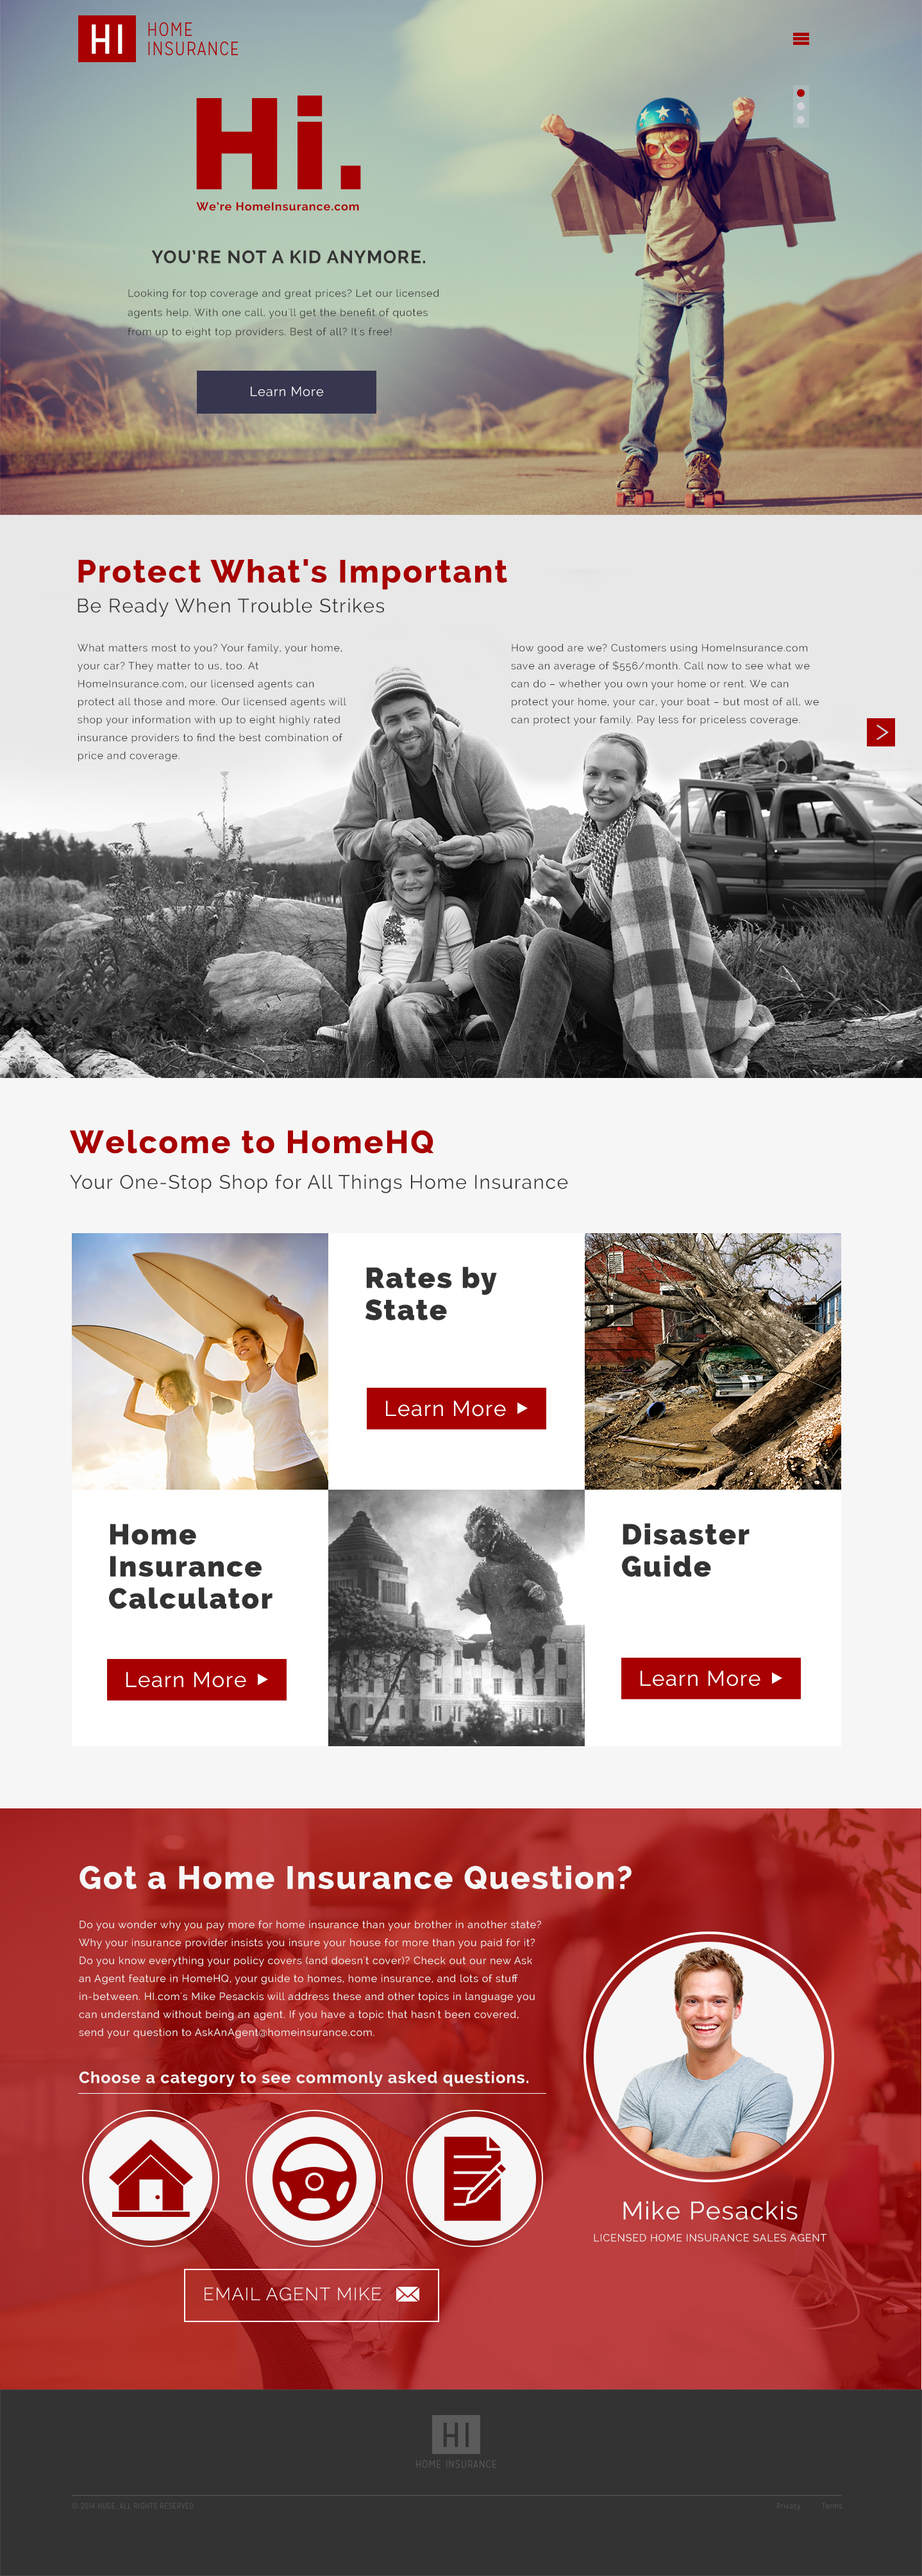 HI HOME
INSURANCE
Hi.
We're HomeInsurance.com
YOU'RE NOT A KID ANYMORE.
Looking for top coverage and great prices? Let our licensed
agents help. With one call, you'll get the benefit of quotes
from up to eight top providers. Best of all? It's free!
Learn More
Protect What's Important
Be Ready When Trouble Strikes
What matters most to you? Your family, your home,
your car? They matter to us, too. At
HomeInsurance.com, our licensed agents can
protect all those and more. Our licensed agents will
shop your information with up to eight highly rated
insurance providers to find the best combination of
price and coverage.
How good are we? Customers using HomeInsurance.com
save an average of $556/month. Call now to see what we
can do – whether you own your home or rent. We can
protect your home, your car, your boat – but most of all, we
can protect your family. Pay less for priceless coverage.
Welcome to HomeHQ
Your One-Stop Shop for All Things Home Insurance
Rates by
State
Learn More
Home
Insurance
Calculator
Learn More
Disaster
Guide
Learn More
Got a Home Insurance Question?
Do you wonder why you pay more for home insurance than your brother in another state?
Why your insurance provider insists you insure your house for more than you paid for it?
Do you know everything your policy covers (and doesn't cover)? Check out our new Ask
an Agent feature in HomeHQ, your guide to homes, home insurance, and lots of stuff
in-between. HI.com's Mike Pesackis will address these and other topics in language you
can understand without being an agent. If you have a topic that hasn't been covered,
send your question to AskAnAgent@homeinsurance.com.
Choose a category to see commonly asked questions.
EMAIL AGENT MIKE
Mike Pesackis
LICENSED HOME INSURANCE SALES AGENT
HI
HOME INSURANCE
© 2014 HUGE. ALL RIGHTS RESERVED
Privacy Terms